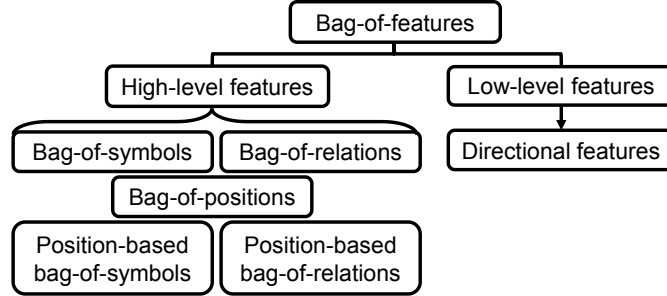 Bag-of-features
High-level features
Low-level features
Bag-of-symbols
Bag-of-relations
Directional features
Bag-of-positions
Position-based
bag-of-symbols
Position-based
bag-of-relations